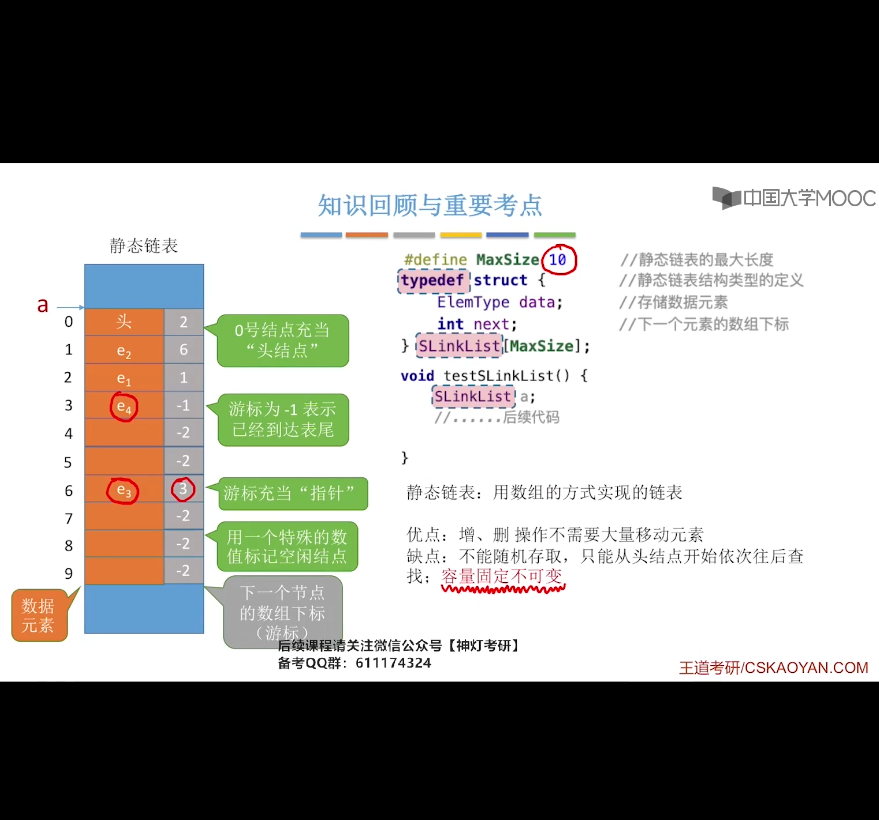 知识回顾与重要考点
中国大学MOOC
静态链表
a
0 头 2
1 e2 6
2 e1 1
3 e4 -1
4 -2
5 -2
6 e3 3
7 -2
8 -2
9 -2
0号结点充当
“头结点”
游标为 -1 表示
已经到达表尾
游标充当“指针”
用一个特殊的数
值标记空闲结点
下一个节点
的数组下标
（游标）
数据
元素
#define MaxSize 10 //静态链表的最大长度
typedef struct { //静态链表结构类型的定义
ElemType data; //存储数据元素
int next; //下一个元素的数组下标
} SLinkList[MaxSize];
void testSLinkList() {
SLinkList a;
//......后续代码
}
静态链表：用数组的方式实现的链表
优点：增、删 操作不需要大量移动元素
缺点：不能随机存取，只能从头结点开始依次往后查
找；容量固定不可变
后续课程请关注微信公众号【神灯考研】
备考QQ群：611174324
王道考研/CSKAOYAN.COM